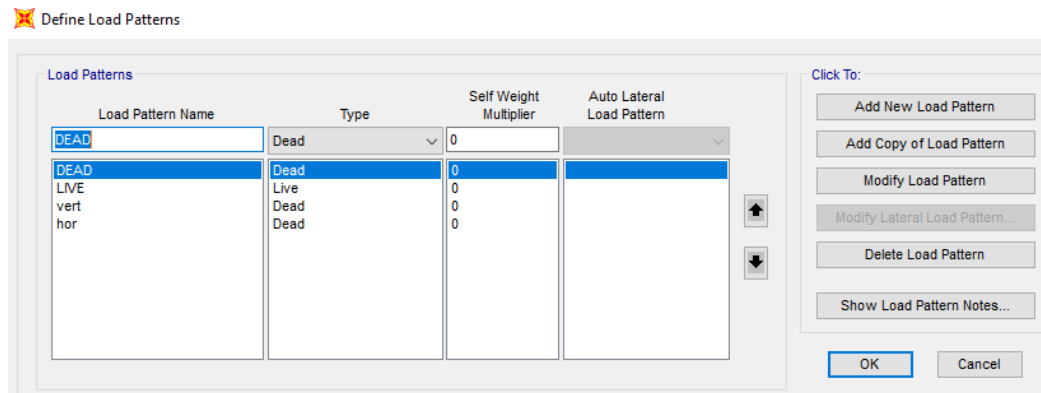 Define Load Patterns
Load Patterns
Click To:
Load Pattern Name
Type
Self Weight
Multiplier
Auto Lateral
Load Pattern
DEAD Dead 0
DEAD Dead 0
LIVE Live 0
vert Dead 0
hor Dead 0
Add New Load Pattern
Add Copy of Load Pattern
Modify Load Pattern
Modify Lateral Load Pattern...
Delete Load Pattern
Show Load Pattern Notes...
OK
Cancel